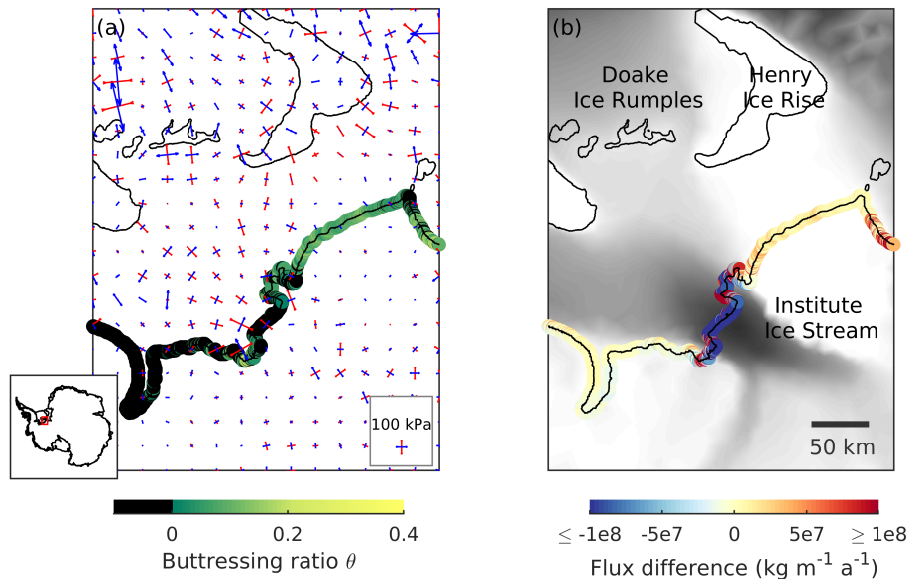 (a)
100 kPa
0
0.2
0.4
Buttressing ratio θ
(b)
Doake
Ice Rumples
Henry
Ice Rise
Institute
Ice Stream
50 km
≤ -1e8
-5e7
0
5e7
≥ 1e8
Flux difference (kg m⁻¹ a⁻¹)